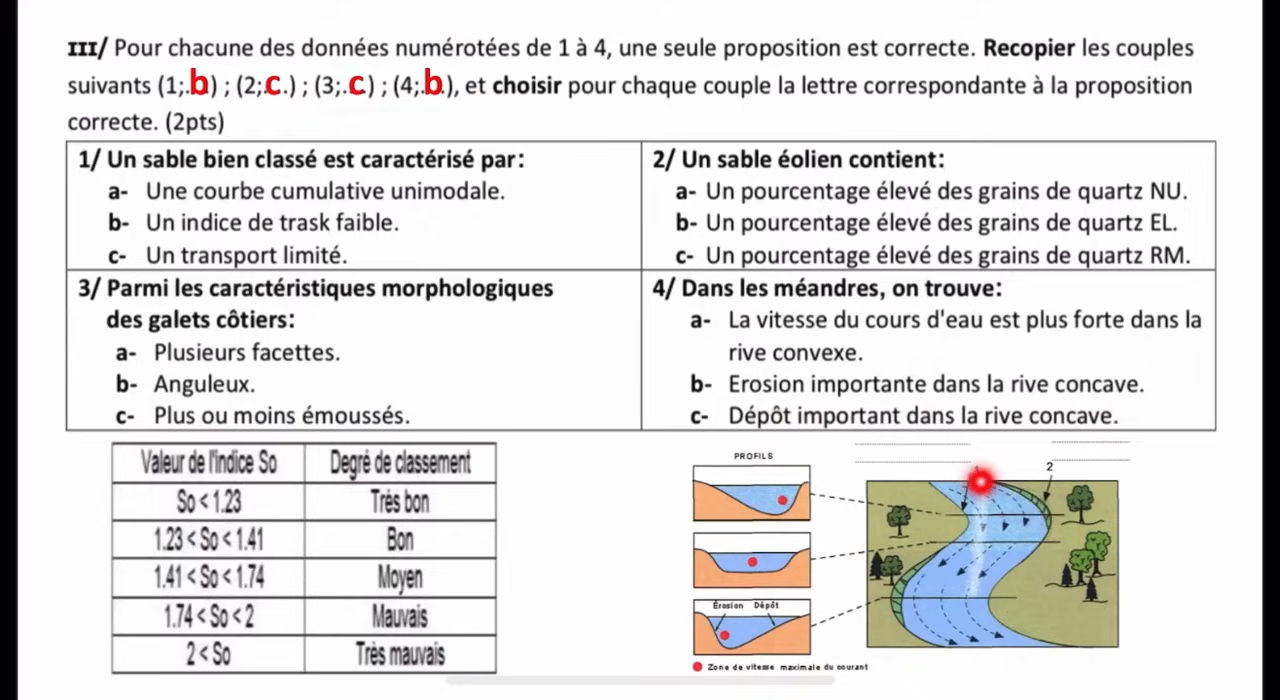 III/ Pour chacune des données numérotées de 1 à 4, une seule proposition est correcte. Recopier les couples
suivants (1;.b) ; (2;c.) ; (3;.c) ; (4;.b.), et choisir pour chaque couple la lettre correspondante à la proposition
correcte. (2pts)
1/ Un sable bien classé est caractérisé par:
a- Une courbe cumulative unimodale.
b- Un indice de trask faible.
c- Un transport limité.
2/ Un sable éolien contient:
a- Un pourcentage élevé des grains de quartz NU.
b- Un pourcentage élevé des grains de quartz EL.
c- Un pourcentage élevé des grains de quartz RM.
3/ Parmi les caractéristiques morphologiques
des galets côtiers:
a- Plusieurs facettes.
b- Anguleux.
c- Plus ou moins émoussés.
4/ Dans les méandres, on trouve:
a- La vitesse du cours d'eau est plus forte dans la
rive convexe.
b- Erosion importante dans la rive concave.
c- Dépôt important dans la rive concave.
Valeur de l'indice So Degré de classement
So < 1.23 Très bon
1.23 < So < 1.41 Bon
1.41 < So < 1.74 Moyen
1.74 < So < 2 Mauvais
2 < So Très mauvais
PROFILS
Érosion Dépôt
Zone de vitesse maximale du courant
2